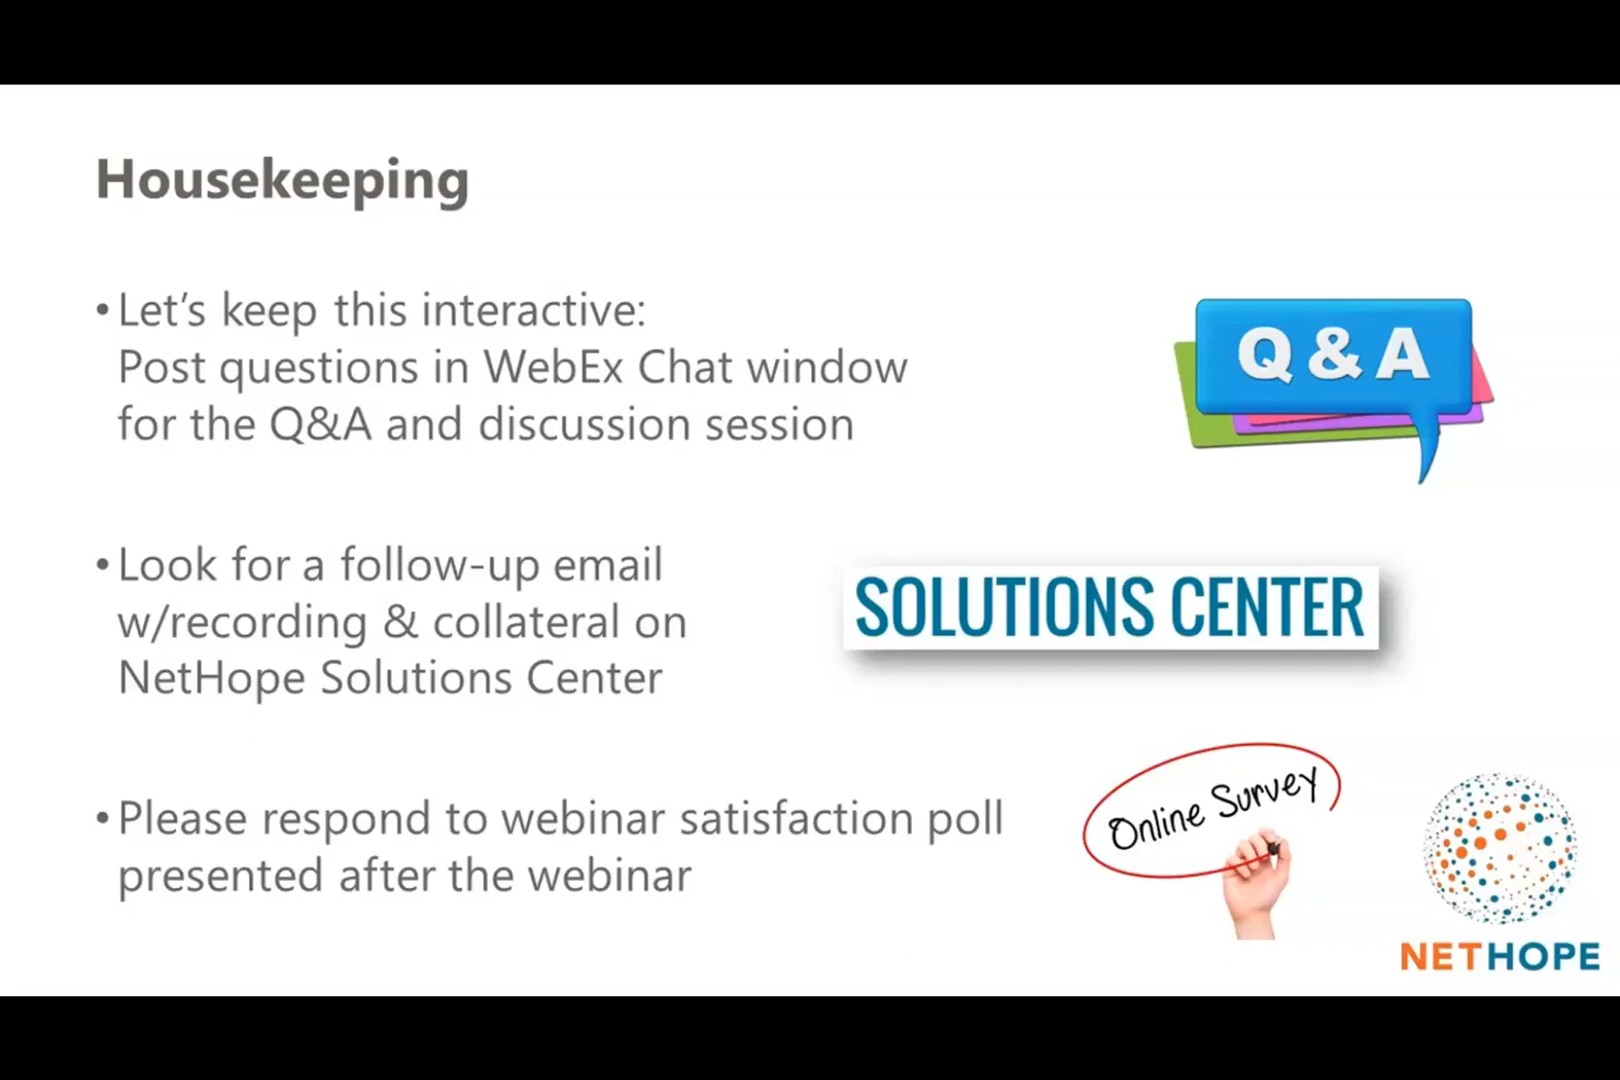 Housekeeping
•Let’s keep this interactive:
Post questions in WebEx Chat window
for the Q&A and discussion session
Q & A
•Look for a follow-up email
w/recording & collateral on
NetHope Solutions Center
SOLUTIONS CENTER
•Please respond to webinar satisfaction poll
presented after the webinar
Online Survey
NETHOPE